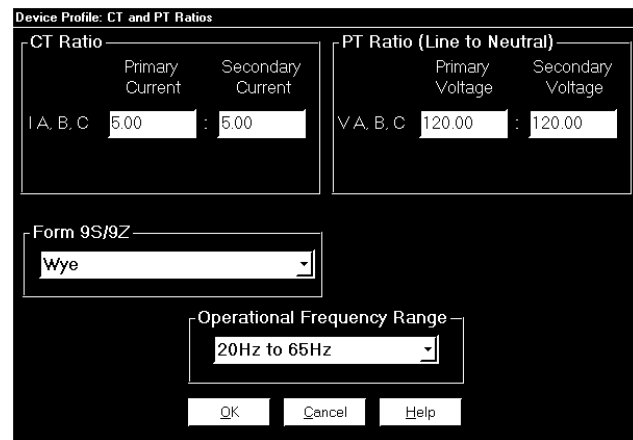 Device Profile: CT and PT Ratios
CT Ratio
Primary Current
Secondary Current
I A, B, C 5.00 : 5.00
PT Ratio (Line to Neutral)
Primary Voltage
Secondary Voltage
V A, B, C 120.00 : 120.00
Form 9S/9Z
Wye
Operational Frequency Range
20Hz to 65Hz
OK Cancel Help